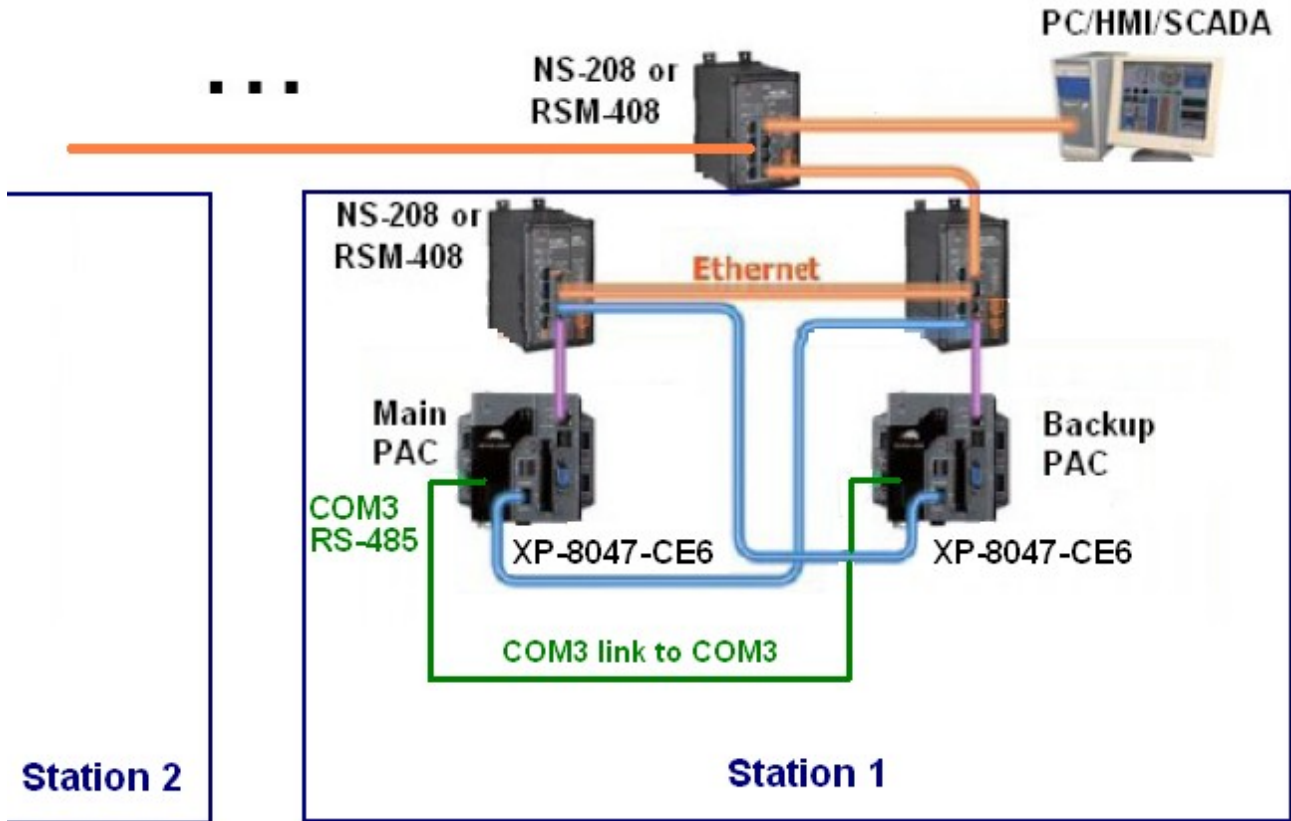 PC/HMI/SCADA
...
NS-208 or
RSM-408
NS-208 or
RSM-408
Ethernet
Main
PAC
Backup
PAC
COM3
RS-485
XP-8047-CE6
XP-8047-CE6
COM3 link to COM3
Station 2
Station 1